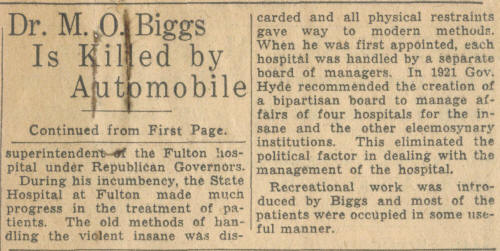 Dr. M. O. Biggs
Is Killed by
Automobile
Continued from First Page.
superintendent of the Fulton hos-
pital under Republican Governors.
During his incumbency, the State
Hospital at Fulton made much
progress in the treatment of pa-
tients. The old methods of han-
dling the violent insane was dis-
carded and all physical restraints
gave way to modern methods.
When he was first appointed, each
hospital was handled by a separate
board of managers. In 1921 Gov.
Hyde recommended the creation of
a bipartisan board to manage af-
fairs of four hospitals for the in-
sane and the other eleemosynary
institutions. This eliminated the
political factor in dealing with the
management of the hospital.
Recreational work was intro-
duced by Biggs and most of the
patients were occupied in some use-
ful manner.